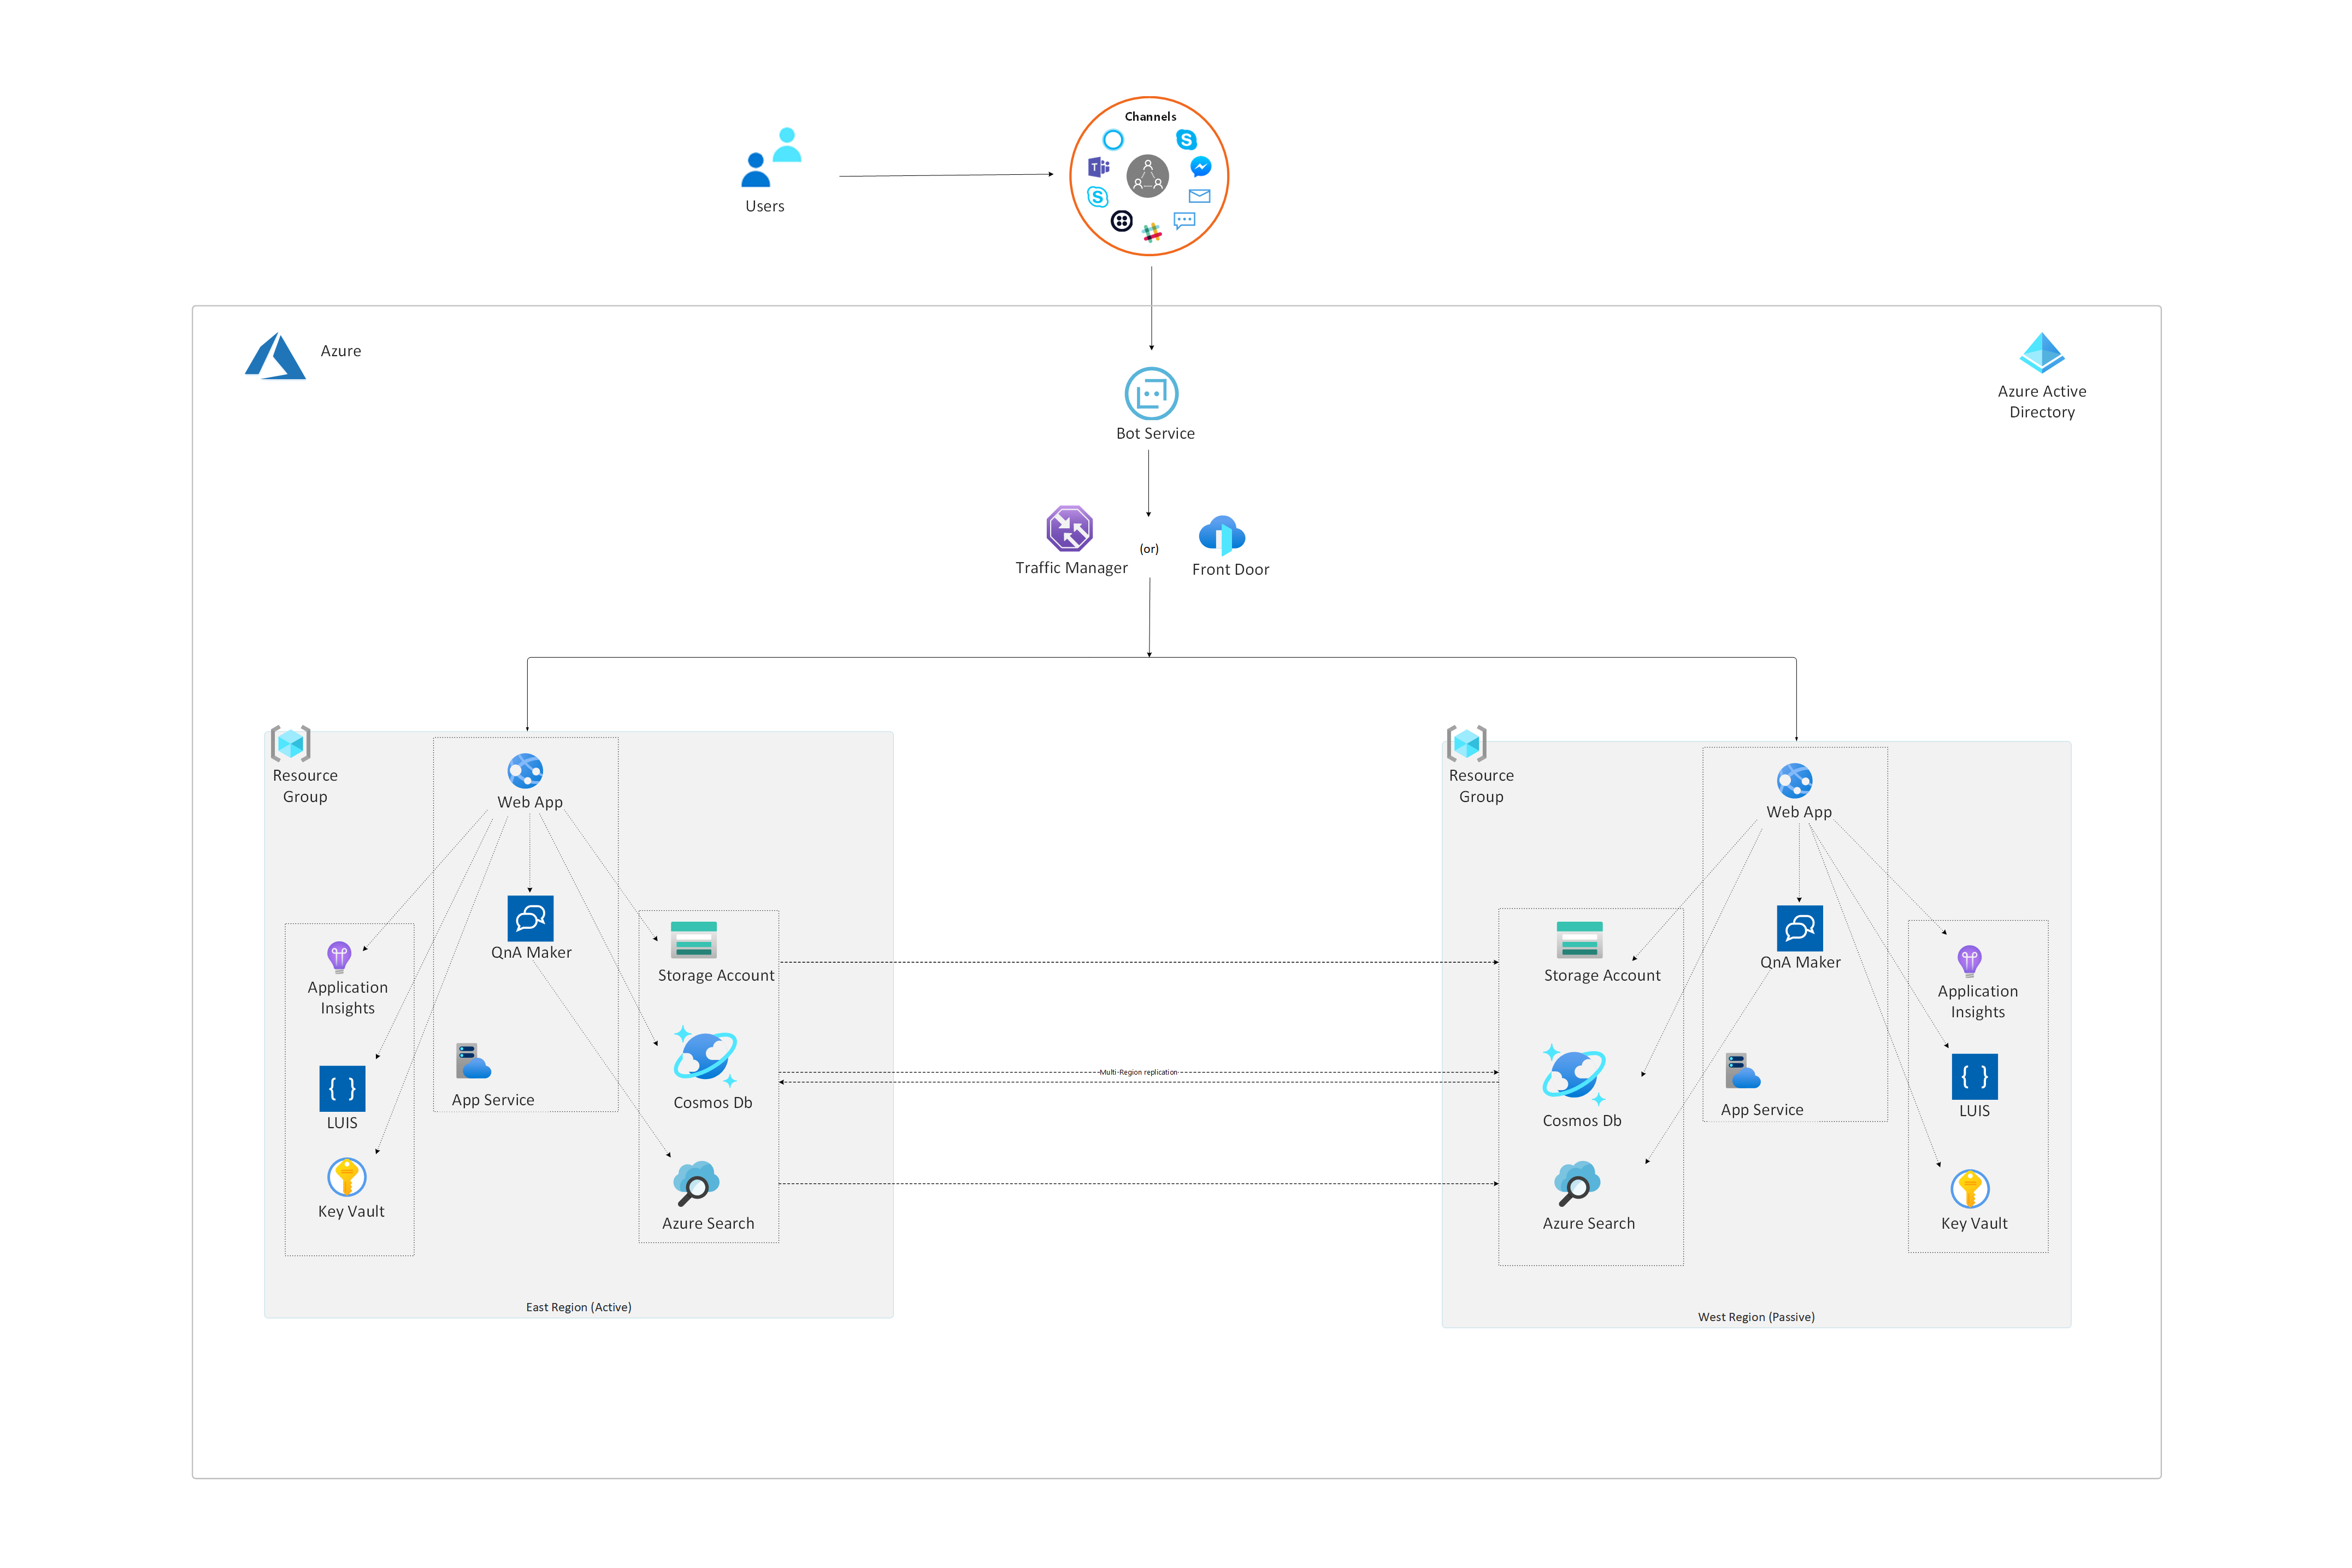 Channels
Users
Azure
Azure Active
Directory
Bot Service
Traffic Manager
(or)
Front Door
Resource
Group
Web App
QnA Maker
Application
Insights
LUIS
Key Vault
App Service
Storage Account
Cosmos Db
Azure Search
East Region (Active)
Multi-Region replication
Resource
Group
Web App
Storage Account
QnA Maker
Application
Insights
Cosmos Db
App Service
LUIS
Azure Search
Key Vault
West Region (Passive)